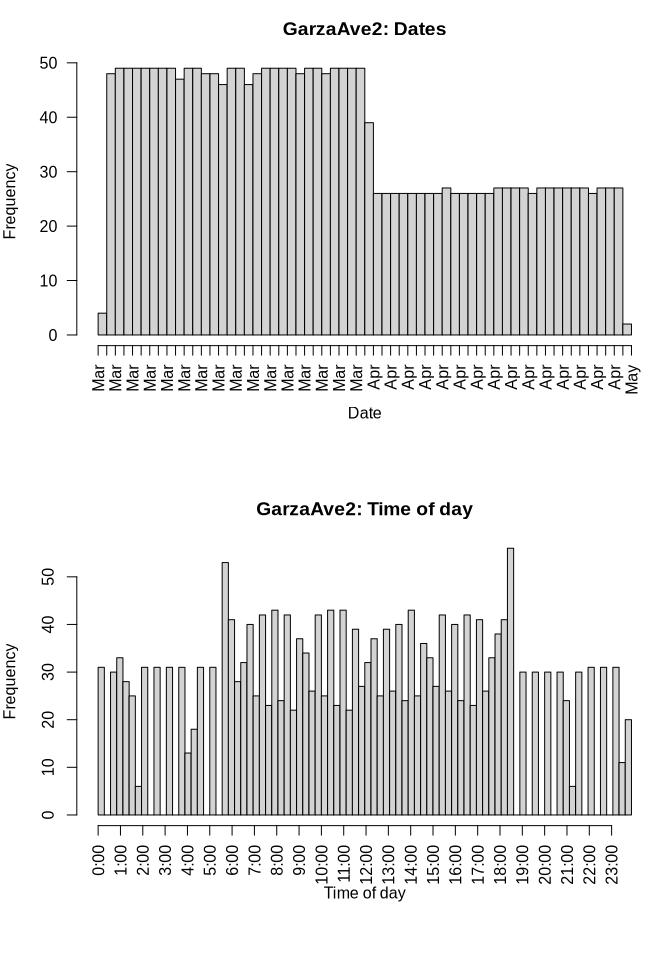 GarzaAve2: Dates
Frequency
50
40
30
20
10
0
Mar Mar Mar Mar Mar Mar Mar Mar Mar Mar Mar Mar Mar Mar Mar Mar Apr Apr Apr Apr Apr Apr Apr Apr Apr Apr Apr Apr Apr Apr Apr May
Date
GarzaAve2: Time of day
Frequency
50
40
30
20
10
0
0:00 1:00 2:00 3:00 4:00 5:00 6:00 7:00 8:00 9:00 10:00 11:00 12:00 13:00 14:00 15:00 16:00 17:00 18:00 19:00 20:00 21:00 22:00 23:00
Time of day